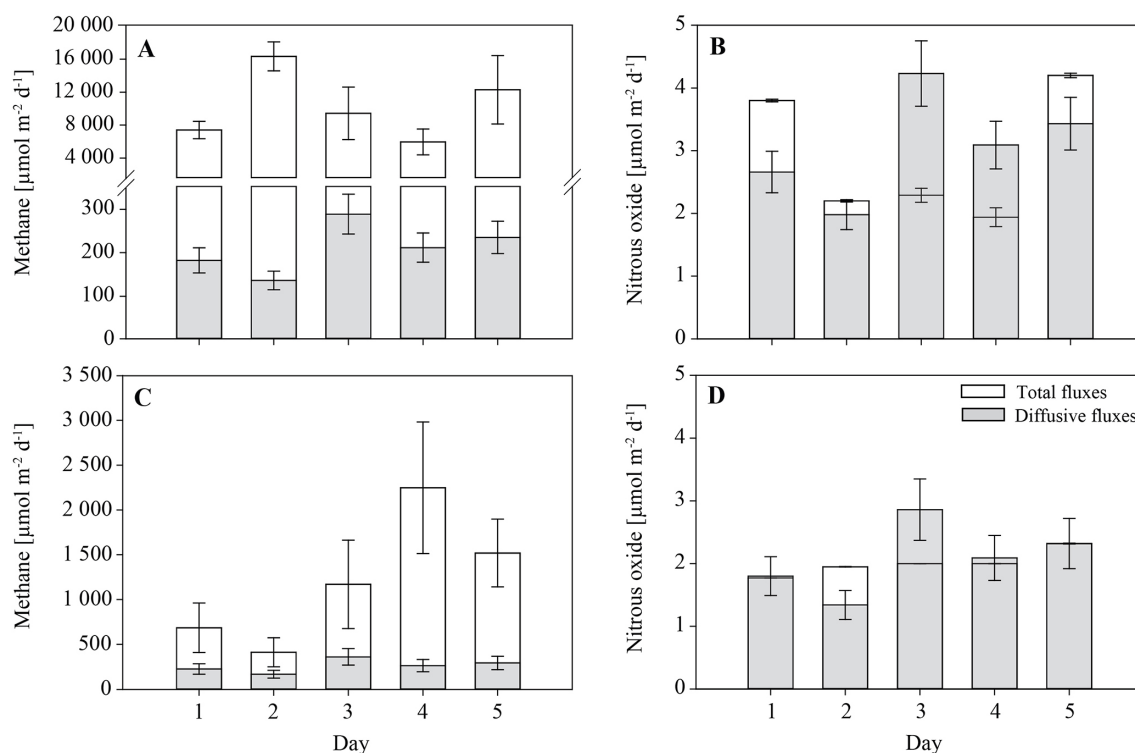 A
Methane [µmol m⁻² d⁻¹]
20 000
16 000
12 000
8 000
4 000
300
200
100
0
B
Nitrous oxide [µmol m⁻² d⁻¹]
5
4
3
2
1
0
C
Methane [µmol m⁻² d⁻¹]
3 500
3 000
2 500
2 000
1 500
1 000
500
0
1 2 3 4 5
Day
D
Total fluxes
Diffusive fluxes
Nitrous oxide [µmol m⁻² d⁻¹]
5
4
3
2
1
0
1 2 3 4 5
Day